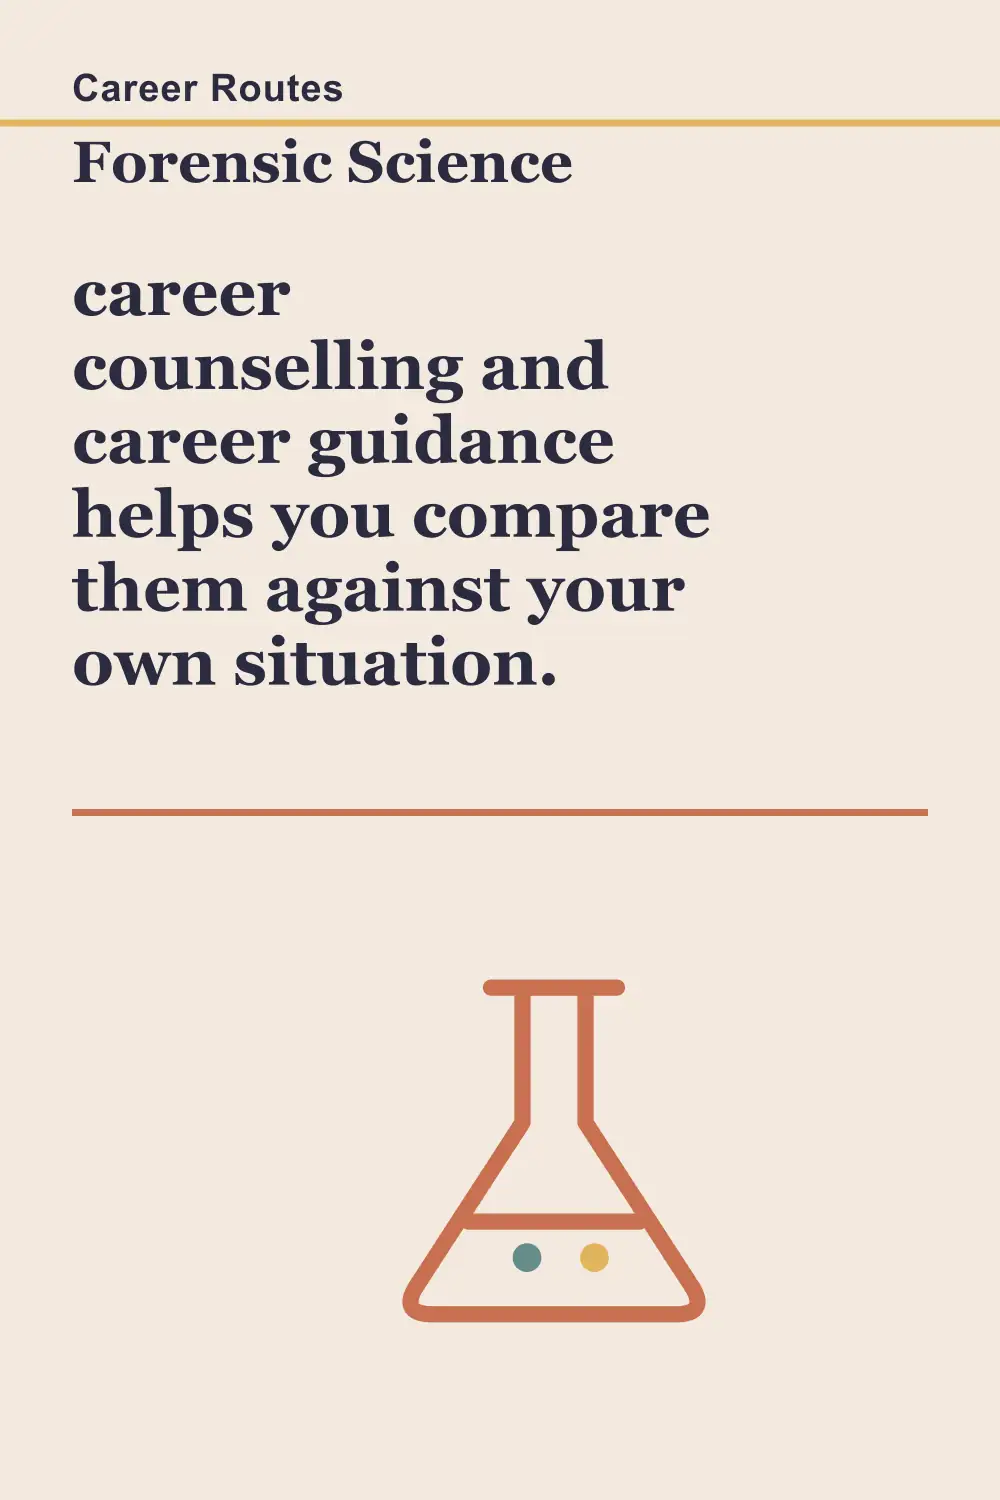 Career Routes
Forensic Science
career
counselling and
career guidance
helps you compare
them against your
own situation.